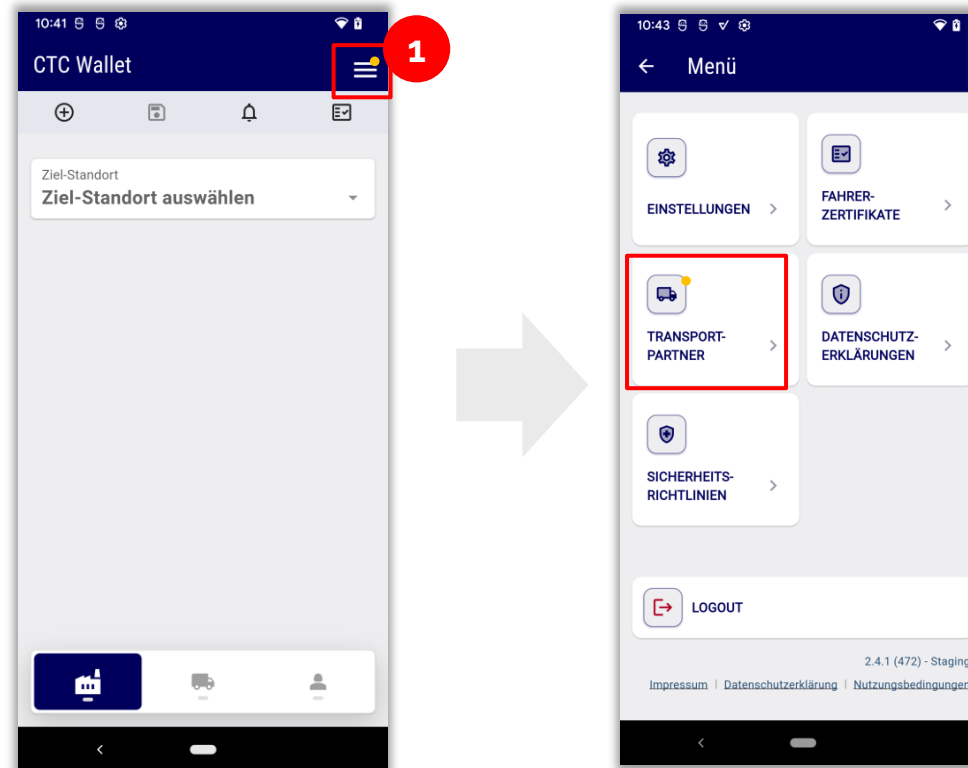 10:41
CTC Wallet
1
Ziel-Standort
Ziel-Standort auswählen
10:43
Menü
EINSTELLUNGEN
FAHRER-
ZERTIFIKATE
TRANSPORT-
PARTNER
DATENSCHUTZ-
ERKLÄRUNGEN
SICHERHEITS-
RICHTLINIEN
LOGOUT
2.4.1 (472) - Staging
Impressum | Datenschutzerklärung | Nutzungsbedingungen